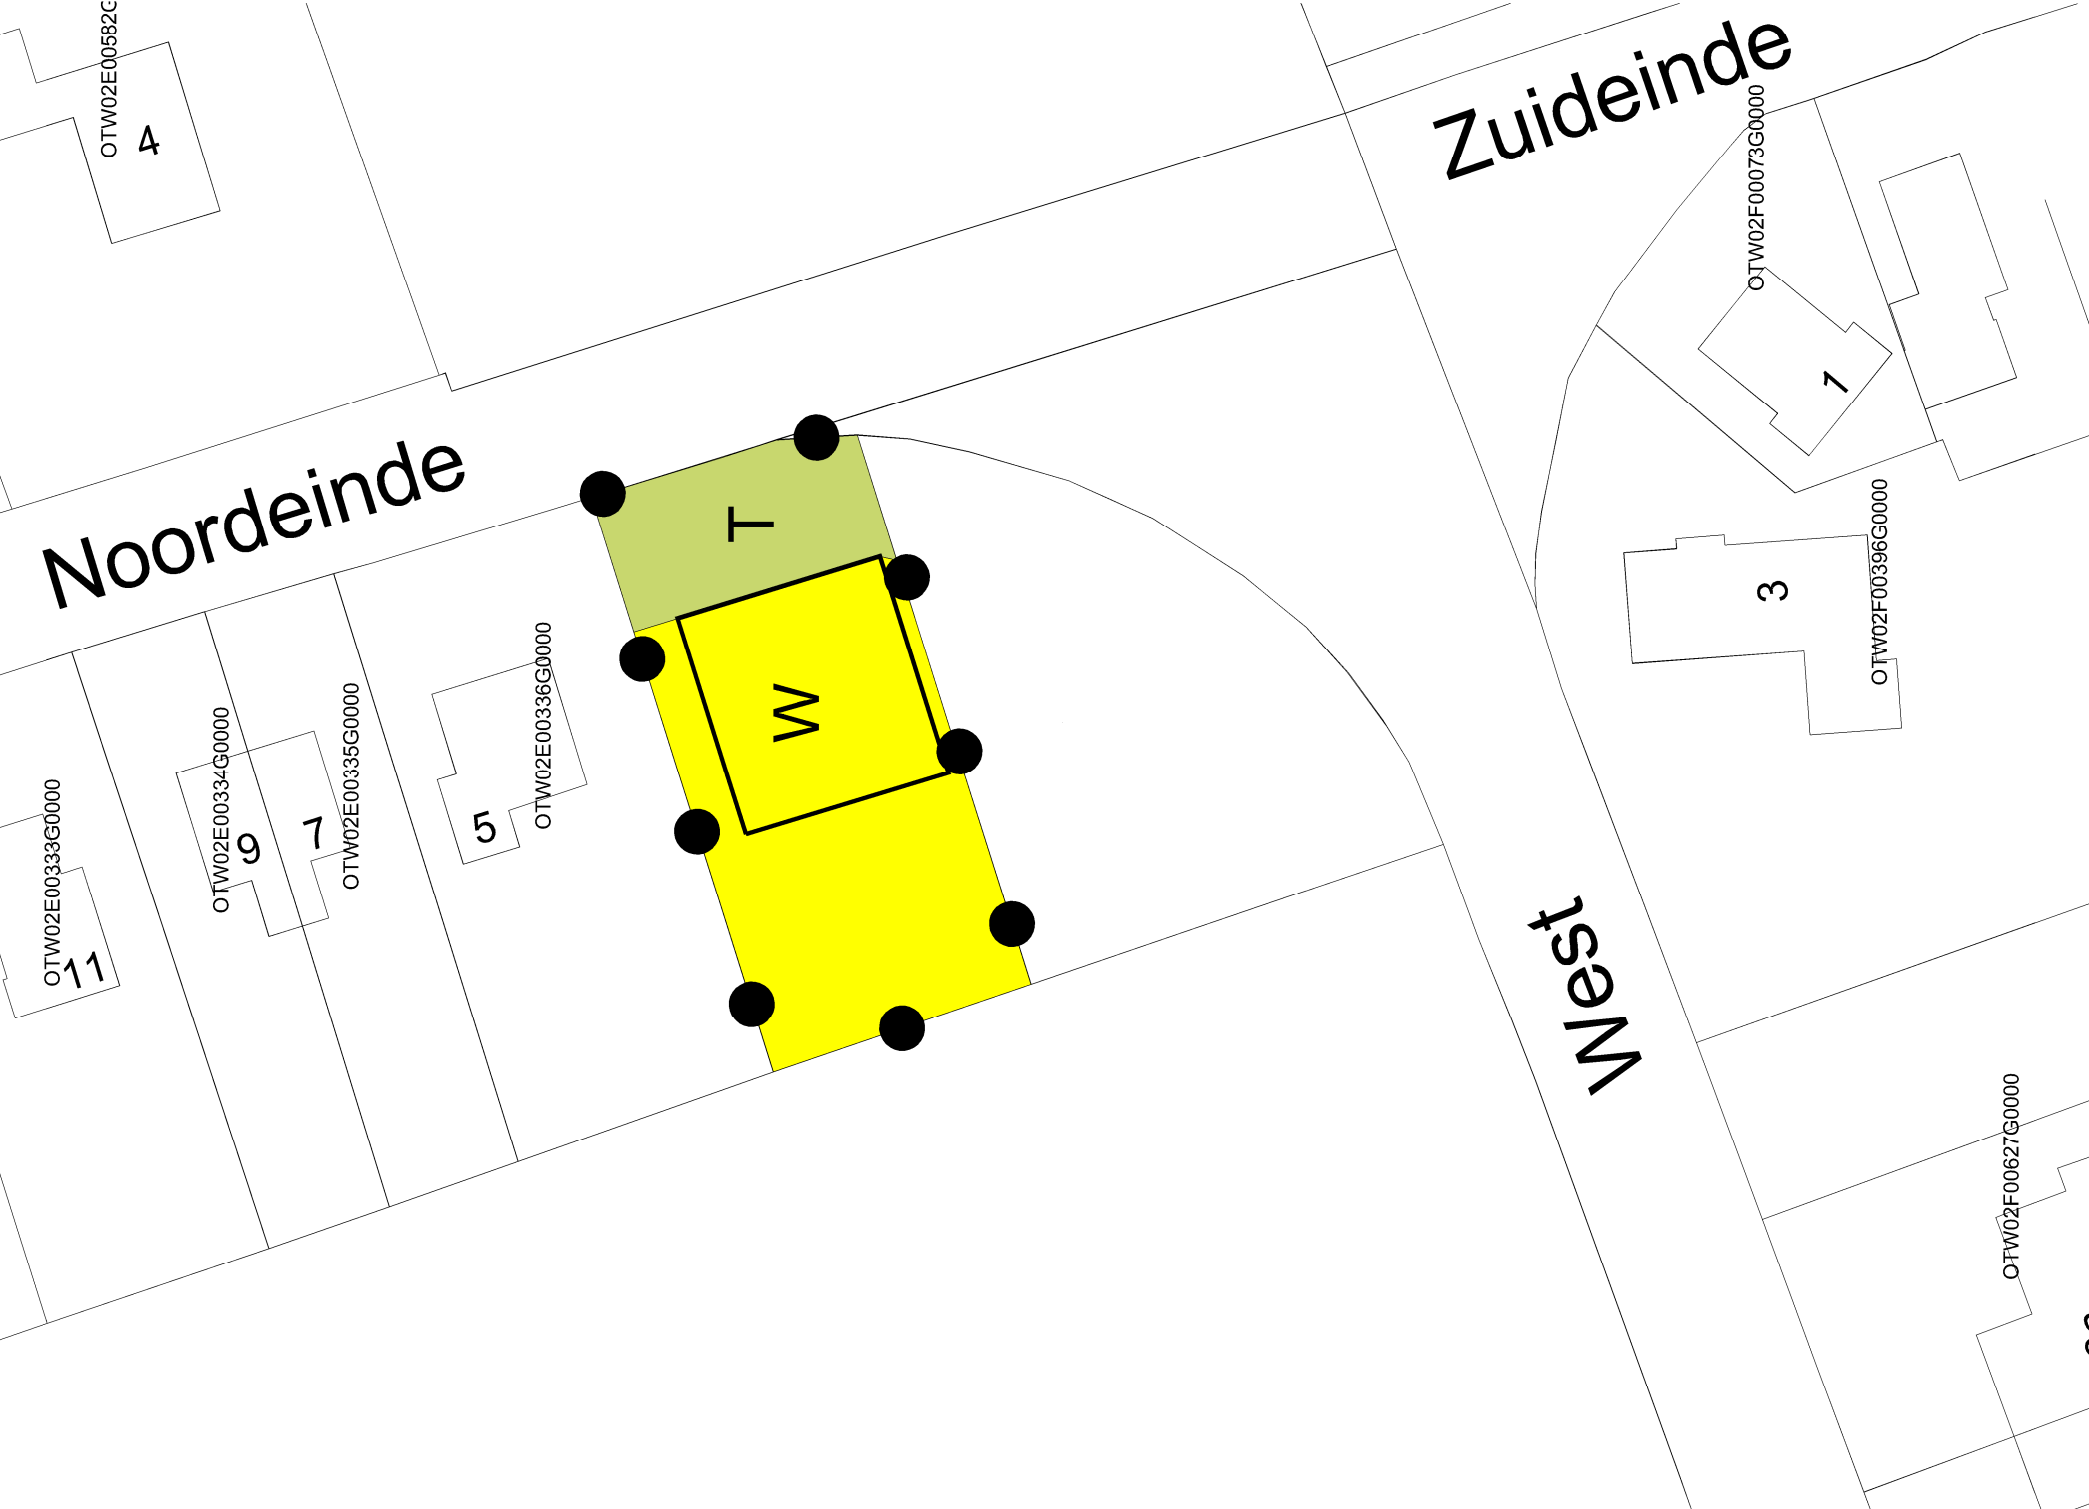 OTW02E00582G
4
Zuideinde
OTW02F00073G0000
1
Noordeinde
T
OTW02F00396G0000
3
OTW02E00336G0000
5
W
OTW02E00335G0000
7
OTW02E00334G0000
9
OTW02E00333G0000
11
West
OTW02F00627G0000